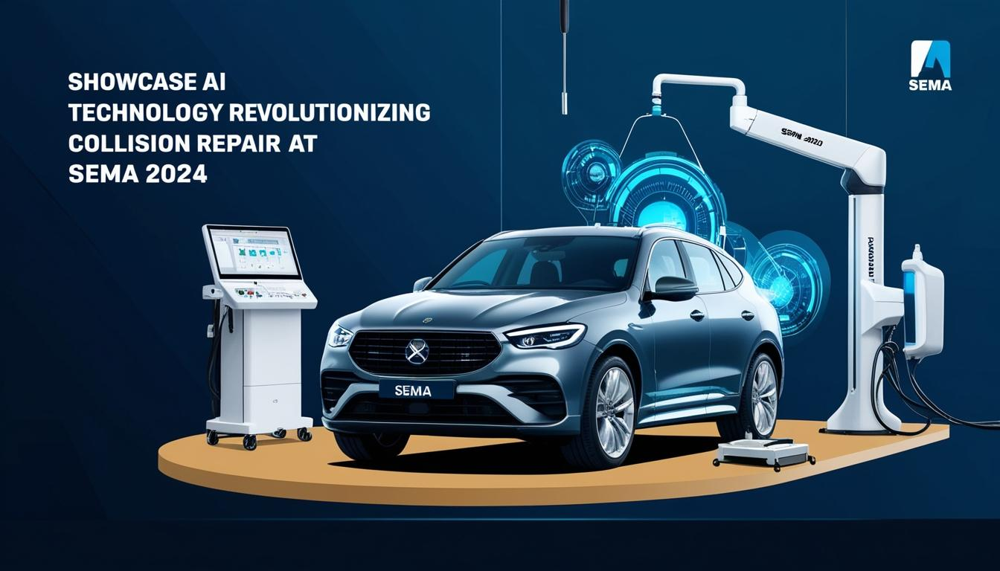 SHOWCASE AI
TECHNOLOGY REVOLUTIONIZING
COLLISION REPAIR AT
SEMA 2024
SEMA
SEMA